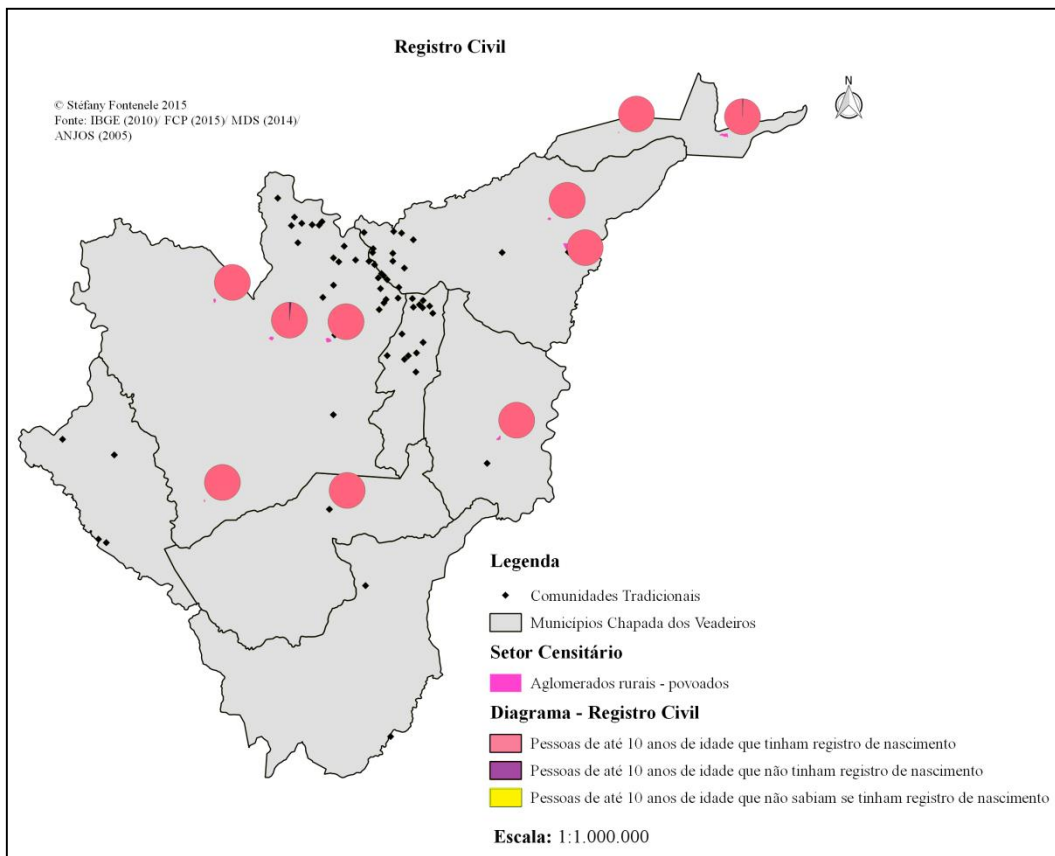 Registro Civil
© Stéfany Fontenele 2015
Fonte: IBGE (2010)/ FCP (2015)/ MDS (2014)/
ANJOS (2005)
N
Legenda
Comunidades Tradicionais
Municípios Chapada dos Veadeiros
Setor Censitário
Aglomerados rurais - povoados
Diagrama - Registro Civil
Pessoas de até 10 anos de idade que tinham registro de nascimento
Pessoas de até 10 anos de idade que não tinham registro de nascimento
Pessoas de até 10 anos de idade que não sabiam se tinham registro de nascimento
Escala: 1:1.000.000